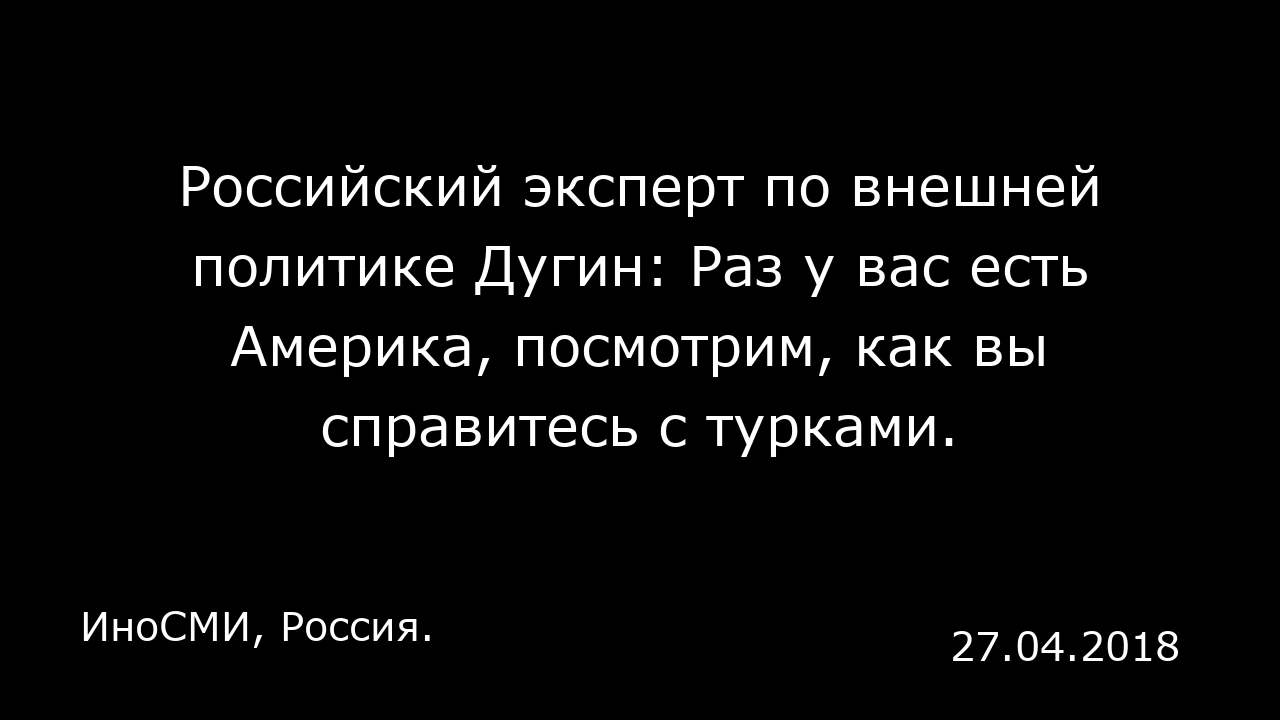 Российский эксперт по внешней
политике Дугин: Раз у вас есть
Америка, посмотрим, как вы
справитесь с турками.
ИноСМИ, Россия.
27.04.2018